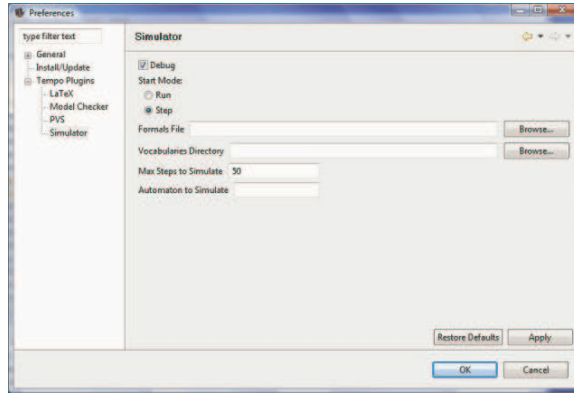 Preferences
type filter text
Simulator
General
Install/Update
Tempo Plugins
LaTeX
Model Checker
PVS
Simulator
Debug
Start Mode:
Run
Step
Formals File
Browse...
Vocabularies Directory
Browse...
Max Steps to Simulate 50
Automaton to Simulate
Restore Defaults
Apply
OK
Cancel